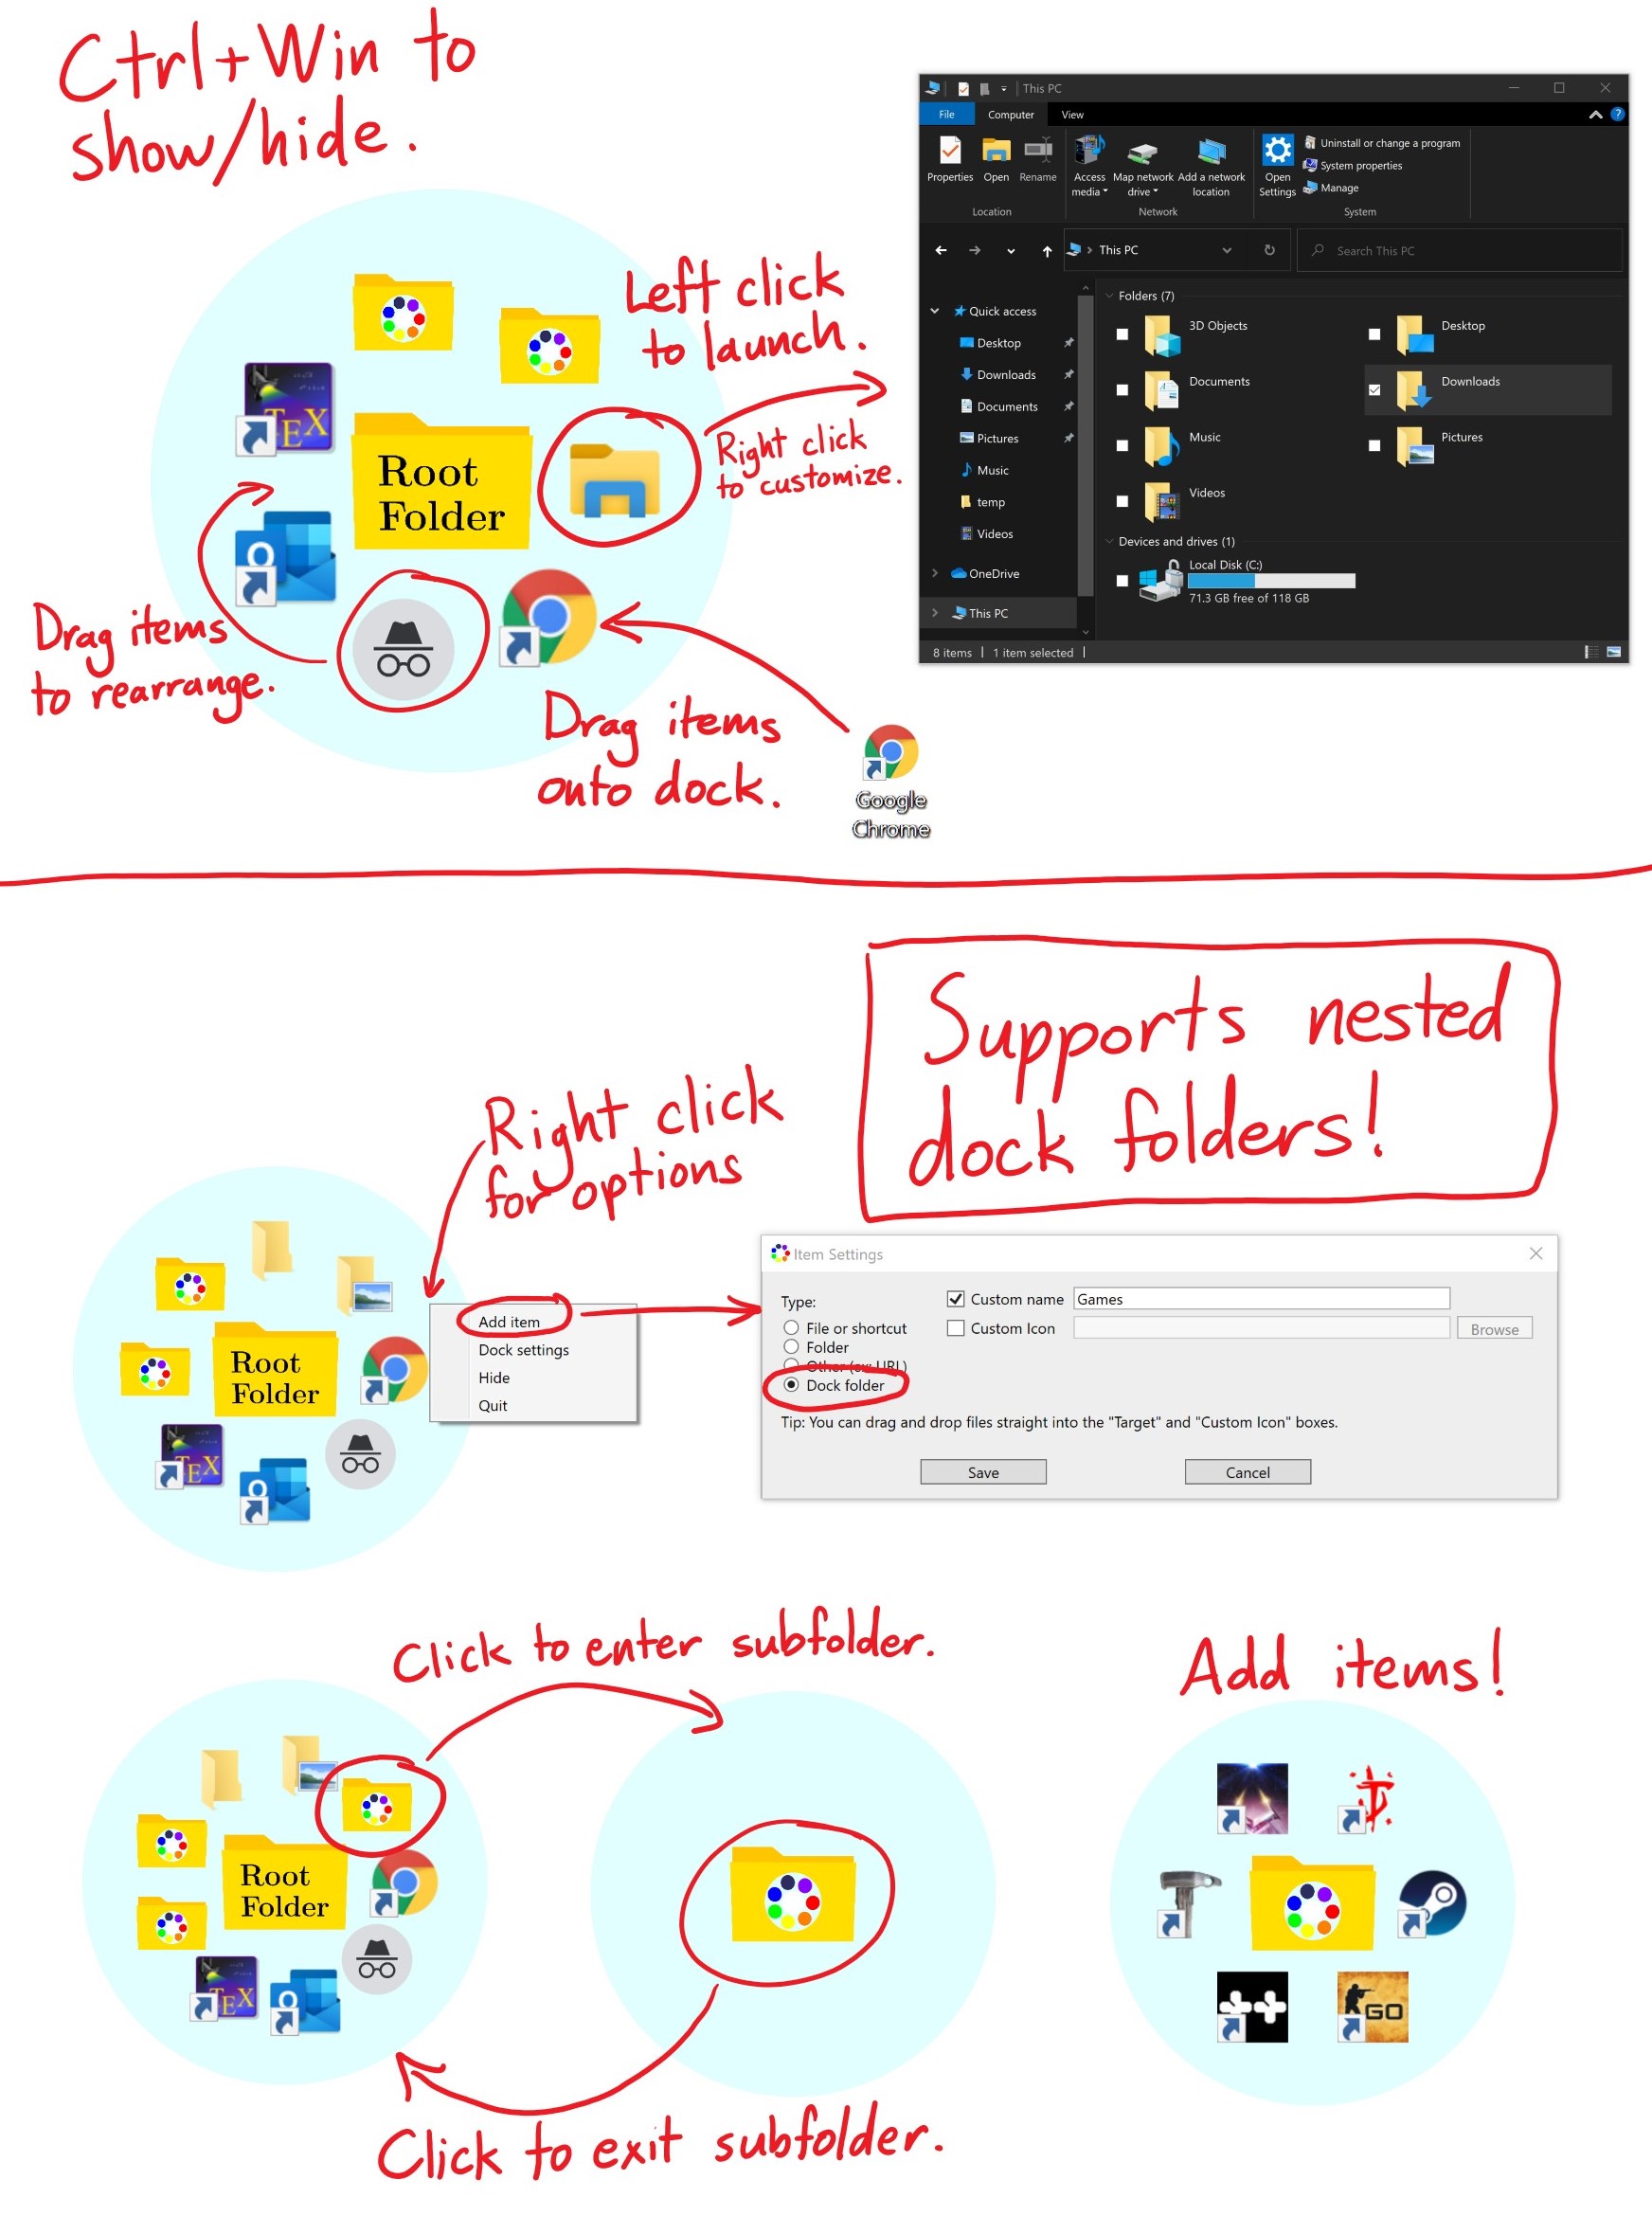 Ctrl+Win to
show/hide.
Left click
to launch.
Right click
to customize.
TEX
Root
Folder
Drag items
to rearrange.
Drag items
onto dock.
Google
Chrome
This PC
File
Computer
View
Properties
Open
Rename
Access
media
Map network
drive
Add a network
location
Open
Settings
Uninstall or change a program
System properties
Manage
Location
Network
System
This PC
Search This PC
Quick access
Desktop
Downloads
Documents
Pictures
Music
temp
Videos
OneDrive
This PC
Folders (7)
3D Objects
Desktop
Documents
Downloads
Music
Pictures
Videos
Devices and drives (1)
Local Disk (C:)
71.3 GB free of 118 GB
8 items
1 item selected
Supports nested
dock folders!
Right click
for options
Root
Folder
TEX
Add item
Dock settings
Hide
Quit
Item Settings
Type:
File or shortcut
Folder
Other (ex: URL)
Dock folder
Custom name
Games
Custom Icon
Browse
Tip: You can drag and drop files straight into the "Target" and "Custom Icon" boxes.
Save
Cancel
Click to enter subfolder.
Add items!
Root
Folder
TEX
GO
Click to exit subfolder.